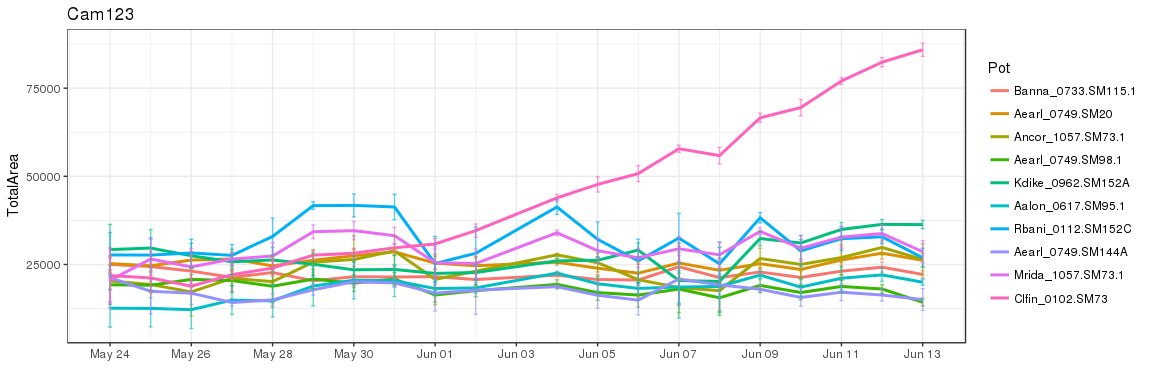 Cam123
TotalArea
75000
50000
25000
May 24 May 26 May 28 May 30 Jun 01 Jun 03 Jun 05 Jun 07 Jun 09 Jun 11 Jun 13
Pot
Banna_0733.SM115.1
Aearl_0749.SM20
Ancor_1057.SM73.1
Aearl_0749.SM98.1
Kdike_0962.SM152A
Aalon_0617.SM95.1
Rbani_0112.SM152C
Aearl_0749.SM144A
Mrida_1057.SM73.1
Clfin_0102.SM73